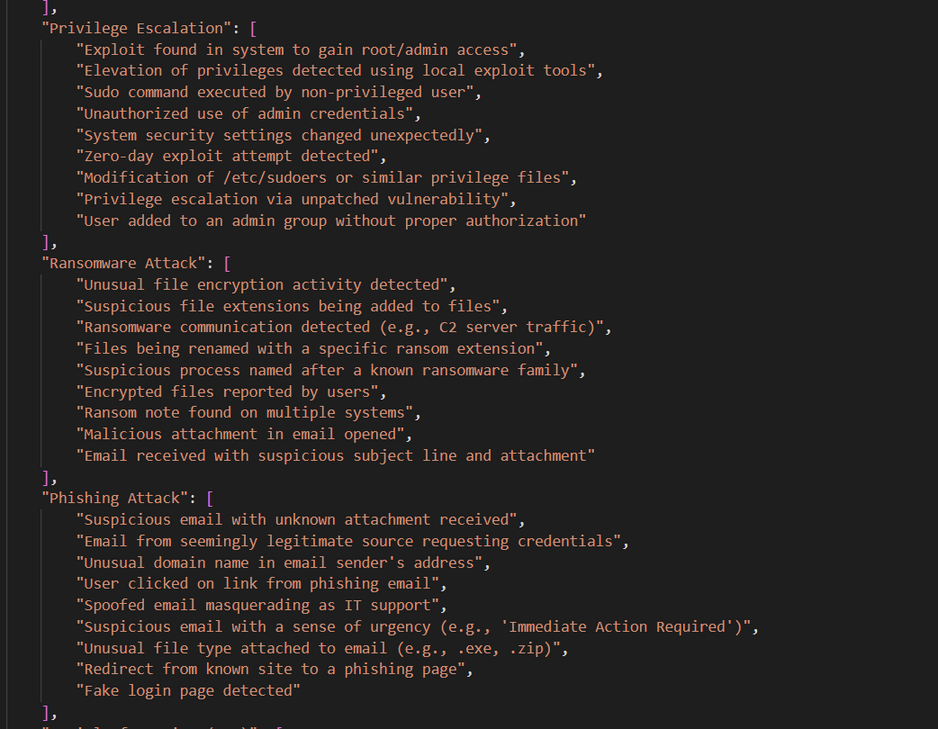 ],
"Privilege Escalation": [
"Exploit found in system to gain root/admin access",
"Elevation of privileges detected using local exploit tools",
"Sudo command executed by non-privileged user",
"Unauthorized use of admin credentials",
"System security settings changed unexpectedly",
"Zero-day exploit attempt detected",
"Modification of /etc/sudoers or similar privilege files",
"Privilege escalation via unpatched vulnerability",
"User added to an admin group without proper authorization"
],
"Ransomware Attack": [
"Unusual file encryption activity detected",
"Suspicious file extensions being added to files",
"Ransomware communication detected (e.g., C2 server traffic)",
"Files being renamed with a specific ransom extension",
"Suspicious process named after a known ransomware family",
"Encrypted files reported by users",
"Ransom note found on multiple systems",
"Malicious attachment in email opened",
"Email received with suspicious subject line and attachment"
],
"Phishing Attack": [
"Suspicious email with unknown attachment received",
"Email from seemingly legitimate source requesting credentials",
"Unusual domain name in email sender's address",
"User clicked on link from phishing email",
"Spoofed email masquerading as IT support",
"Suspicious email with a sense of urgency (e.g., 'Immediate Action Required')",
"Unusual file type attached to email (e.g., .exe, .zip)",
"Redirect from known site to a phishing page",
"Fake login page detected"
],